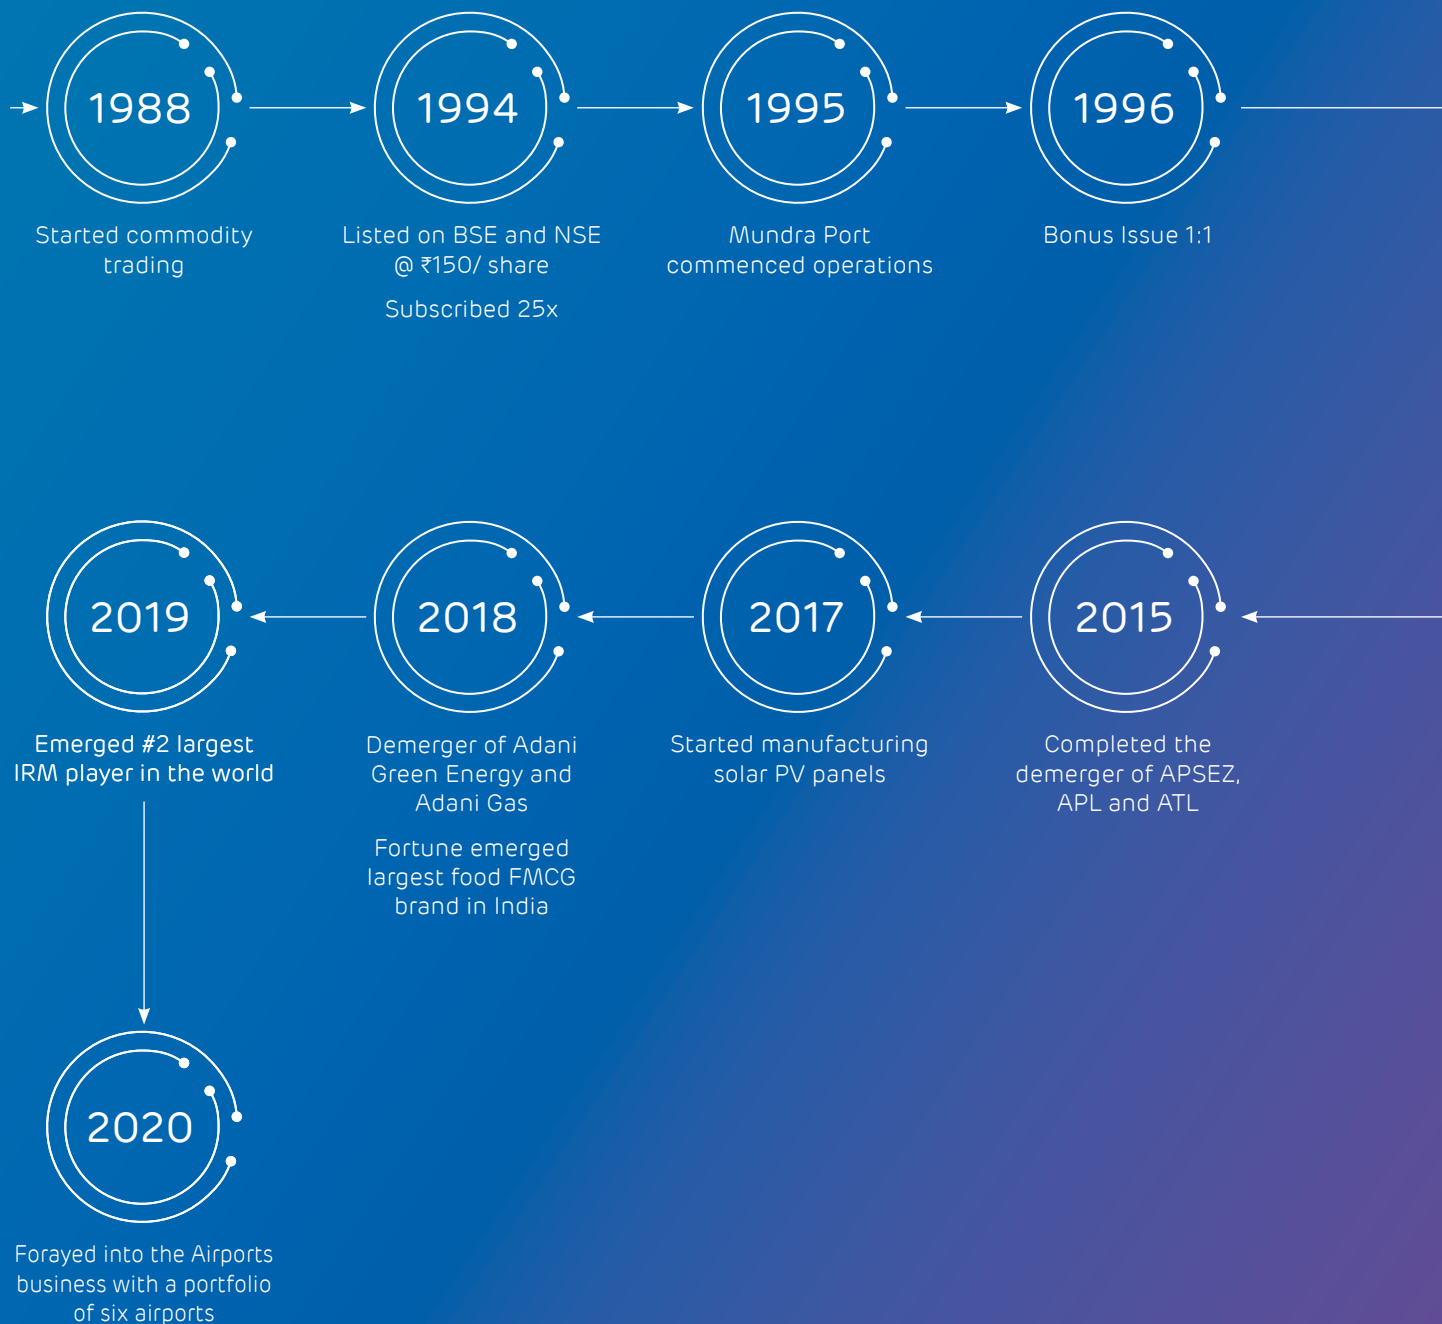 1988
Started commodity
trading
1994
Listed on BSE and NSE
@ ₹150/ share
Subscribed 25x
1995
Mundra Port
commenced operations
1996
Bonus Issue 1:1
2015
Completed the
demerger of APSEZ,
APL and ATL
2017
Started manufacturing
solar PV panels
2018
Demerger of Adani
Green Energy and
Adani Gas
Fortune emerged
largest food FMCG
brand in India
2019
Emerged #2 largest
IRM player in the world
2020
Forayed into the Airports
business with a portfolio
of six airports